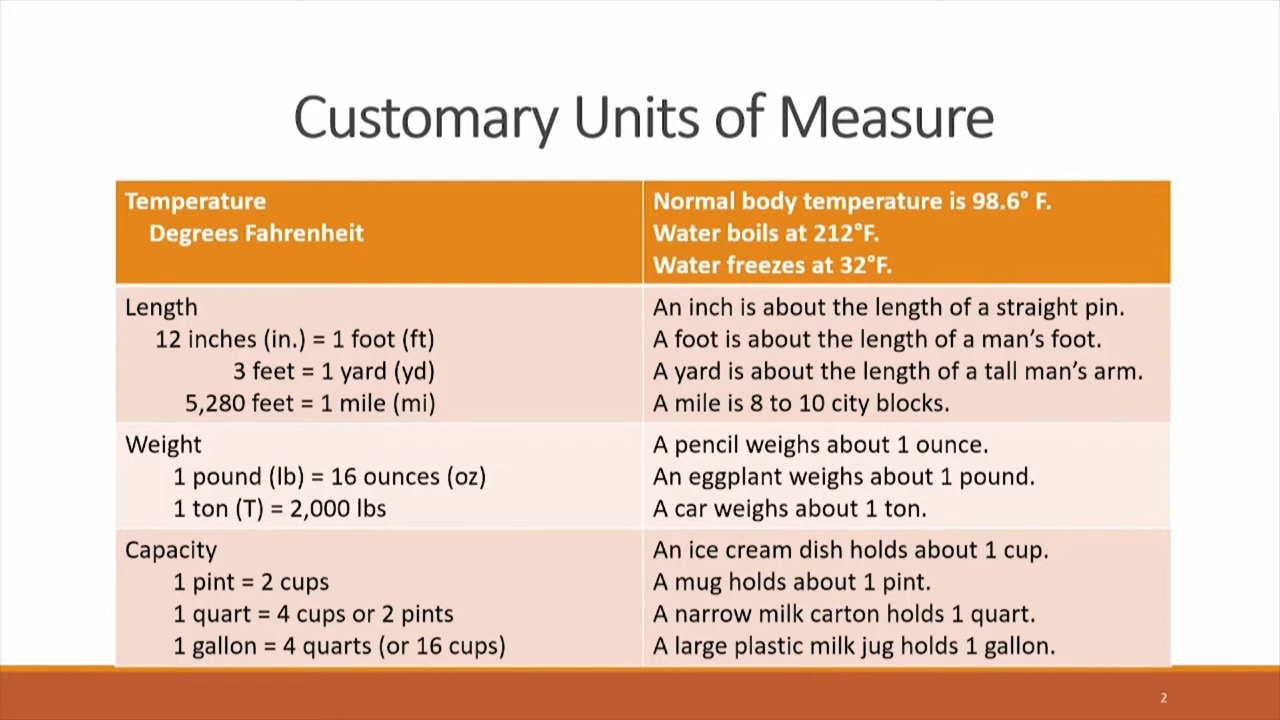 Customary Units of Measure
Temperature
Degrees Fahrenheit
Normal body temperature is 98.6° F.
Water boils at 212°F.
Water freezes at 32°F.
Length
12 inches (in.) = 1 foot (ft)
3 feet = 1 yard (yd)
5,280 feet = 1 mile (mi)
An inch is about the length of a straight pin.
A foot is about the length of a man’s foot.
A yard is about the length of a tall man’s arm.
A mile is 8 to 10 city blocks.
Weight
1 pound (lb) = 16 ounces (oz)
1 ton (T) = 2,000 lbs
A pencil weighs about 1 ounce.
An eggplant weighs about 1 pound.
A car weighs about 1 ton.
Capacity
1 pint = 2 cups
1 quart = 4 cups or 2 pints
1 gallon = 4 quarts (or 16 cups)
An ice cream dish holds about 1 cup.
A mug holds about 1 pint.
A narrow milk carton holds 1 quart.
A large plastic milk jug holds 1 gallon.
2